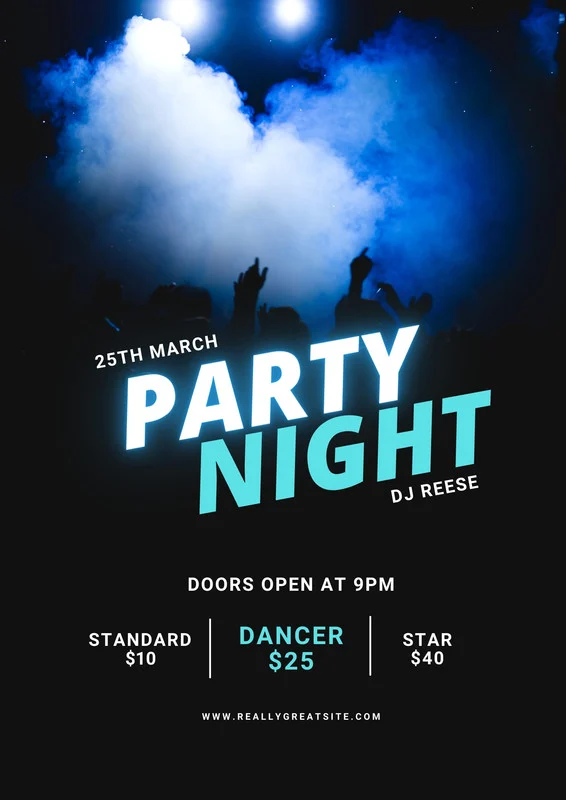 25TH MARCH
PARTY
NIGHT
DJ REESE
DOORS OPEN AT 9PM
STANDARD
$10
DANCER
$25
STAR
$40
WWW.REALLYGREATSITE.COM